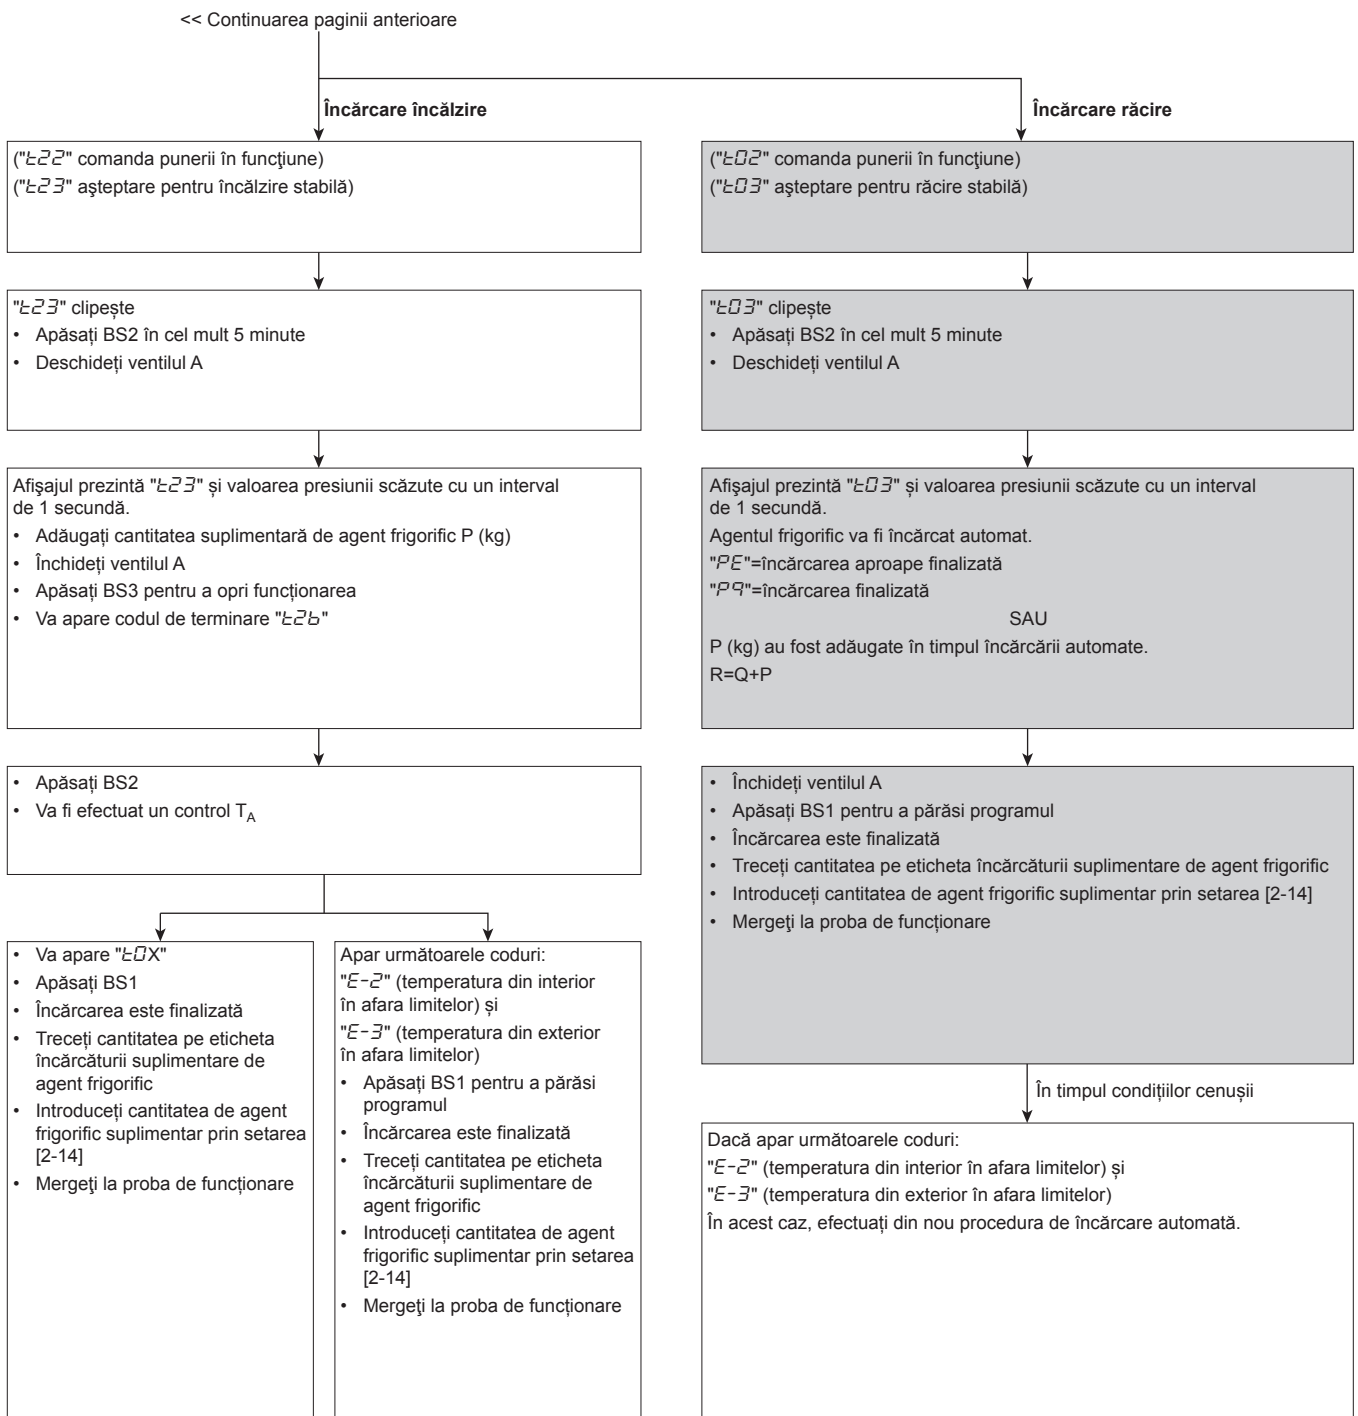 << Continuarea paginii anterioare
Încărcare încălzire
("t22" comanda punerii în funcţiune)
("t23" aşteptare pentru încălzire stabilă)
"t23" clipește
• Apăsați BS2 în cel mult 5 minute
• Deschideți ventilul A
Afişajul prezintă "t23" și valoarea presiunii scăzute cu un interval
de 1 secundă.
• Adăugați cantitatea suplimentară de agent frigorific P (kg)
• Închideți ventilul A
• Apăsați BS3 pentru a opri funcționarea
• Va apare codul de terminare "t2b"
• Apăsați BS2
• Va fi efectuat un control TA
• Va apare "t0X"
• Apăsați BS1
• Încărcarea este finalizată
• Treceți cantitatea pe eticheta
încărcăturii suplimentare de
agent frigorific
• Introduceți cantitatea de agent
frigorific suplimentar prin setarea
[2-14]
• Mergeţi la proba de funcționare
Apar următoarele coduri:
"E-2" (temperatura din interior
în afara limitelor) și
"E-3" (temperatura din exterior
în afara limitelor)
• Apăsați BS1 pentru a părăsi
programul
• Încărcarea este finalizată
• Treceți cantitatea pe eticheta
încărcăturii suplimentare de
agent frigorific
• Introduceți cantitatea de agent
frigorific suplimentar prin setarea
[2-14]
• Mergeţi la proba de funcționare
Încărcare răcire
("t02" comanda punerii în funcţiune)
("t03" aşteptare pentru răcire stabilă)
"t03" clipește
• Apăsați BS2 în cel mult 5 minute
• Deschideți ventilul A
Afişajul prezintă "t03" și valoarea presiunii scăzute cu un interval
de 1 secundă.
Agentul frigorific va fi încărcat automat.
"PE"=încărcarea aproape finalizată
"P9"=încărcarea finalizată
SAU
P (kg) au fost adăugate în timpul încărcării automate.
R=Q+P
• Închideți ventilul A
• Apăsați BS1 pentru a părăsi programul
• Încărcarea este finalizată
• Treceți cantitatea pe eticheta încărcăturii suplimentare de agent frigorific
• Introduceți cantitatea de agent frigorific suplimentar prin setarea [2-14]
• Mergeţi la proba de funcționare
În timpul condițiilor cenușii
Dacă apar următoarele coduri:
"E-2" (temperatura din interior în afara limitelor) și
"E-3" (temperatura din exterior în afara limitelor)
În acest caz, efectuați din nou procedura de încărcare automată.